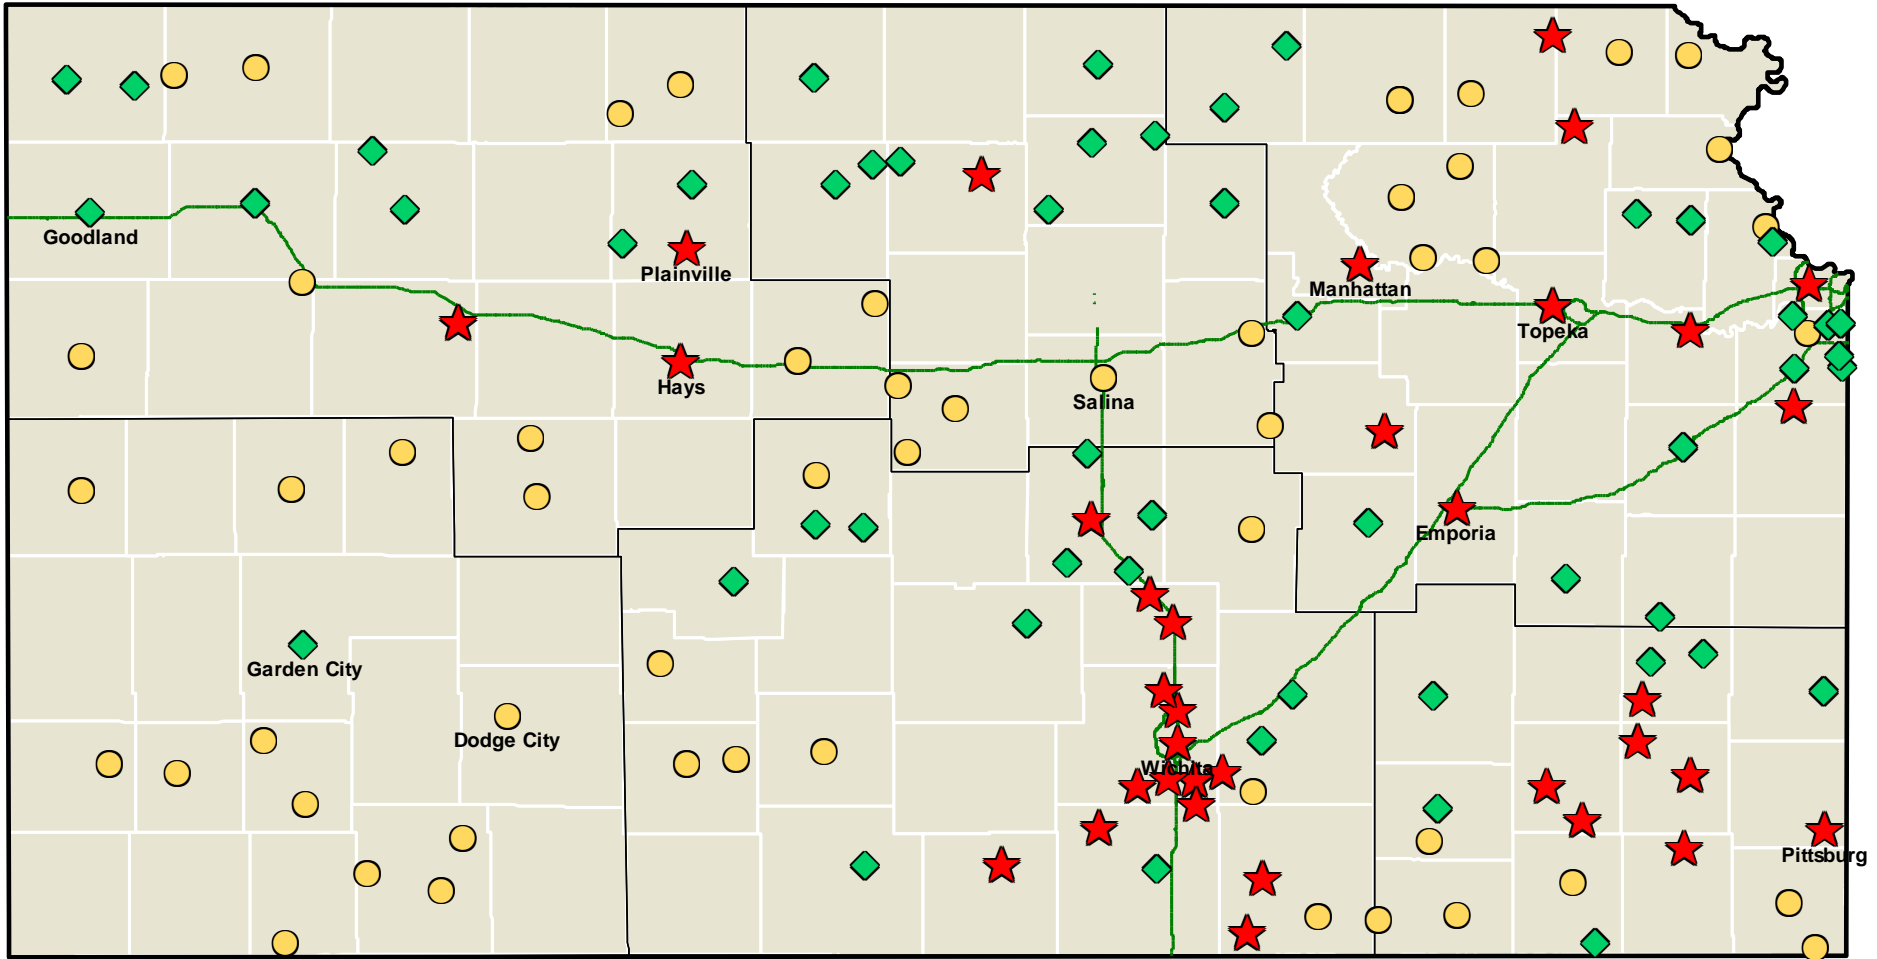 Goodland
Plainville
Manhattan
Topeka
Hays
Salina
Emporia
Garden City
Dodge City
Wichita
Pittsburg